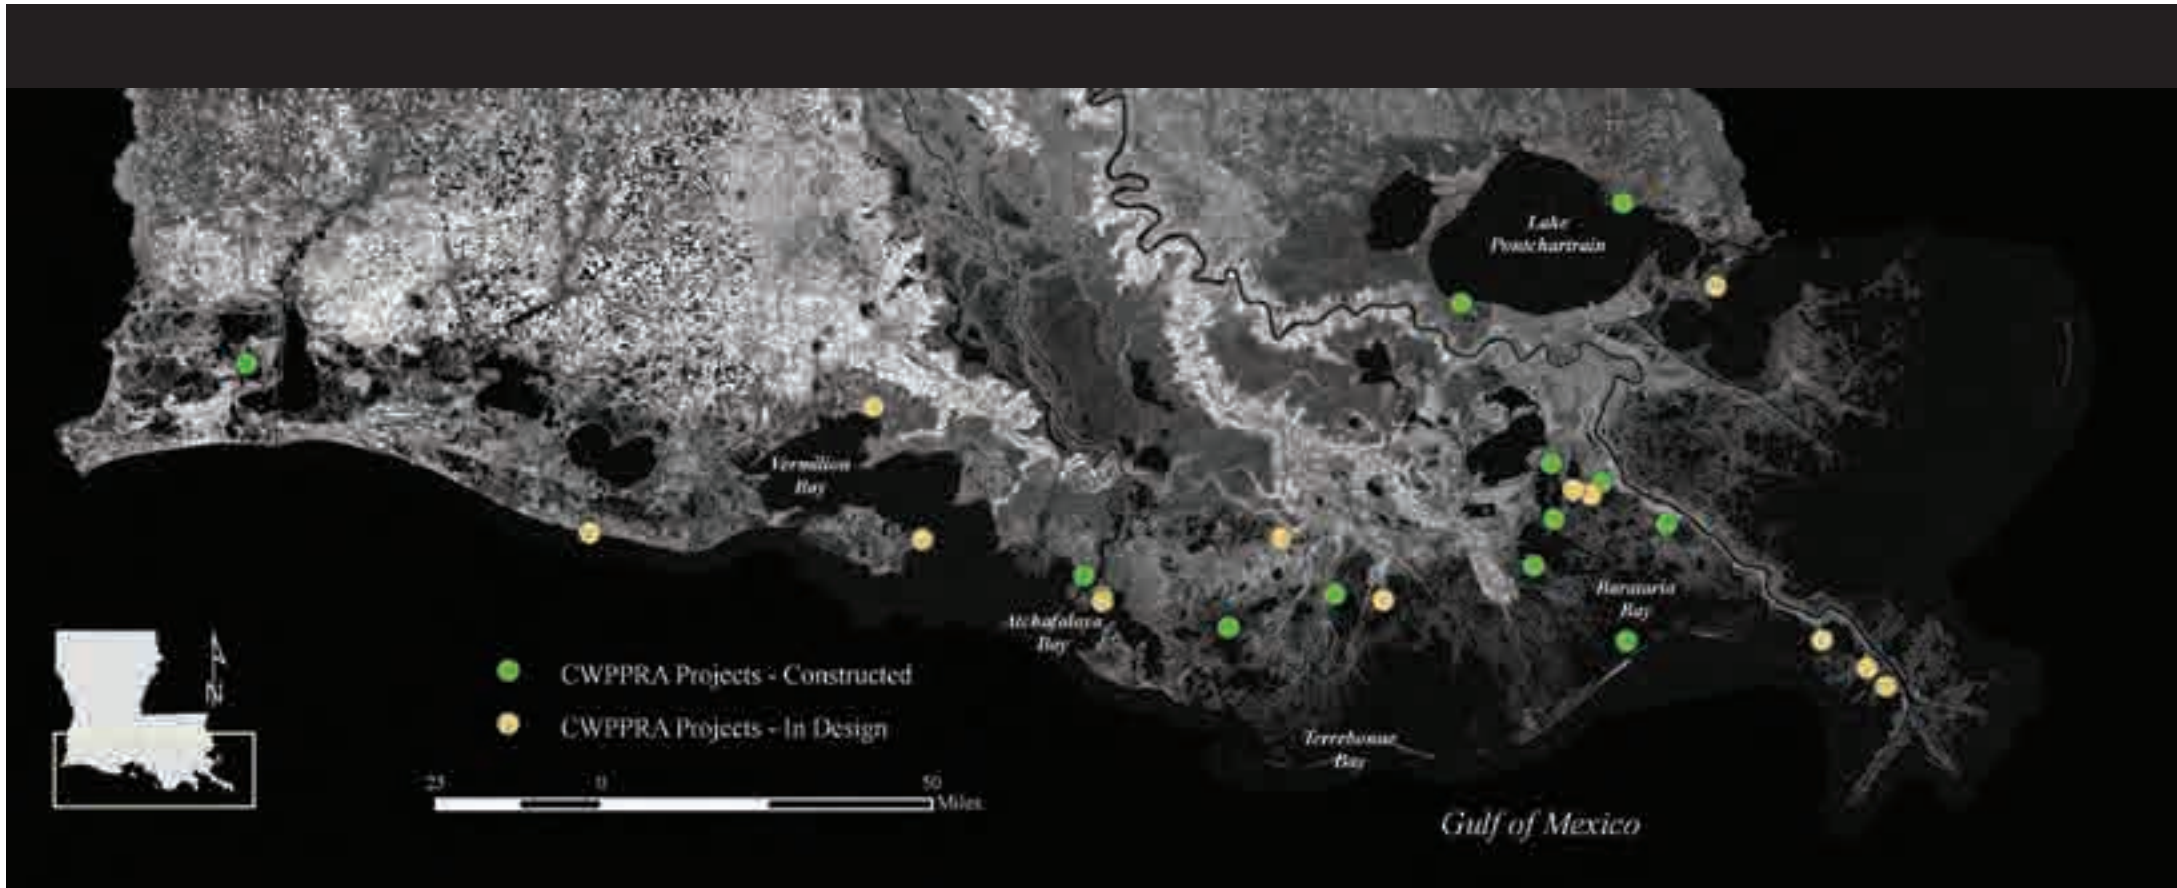 Lake
Pontchartrain
Vermilion
Bay
Atchafalaya
Bay
Barataria
Bay
Terrebonne
Bay
Gulf of Mexico
CWPPRA Projects - Constructed
CWPPRA Projects - In Design
N
25 0 50
Miles